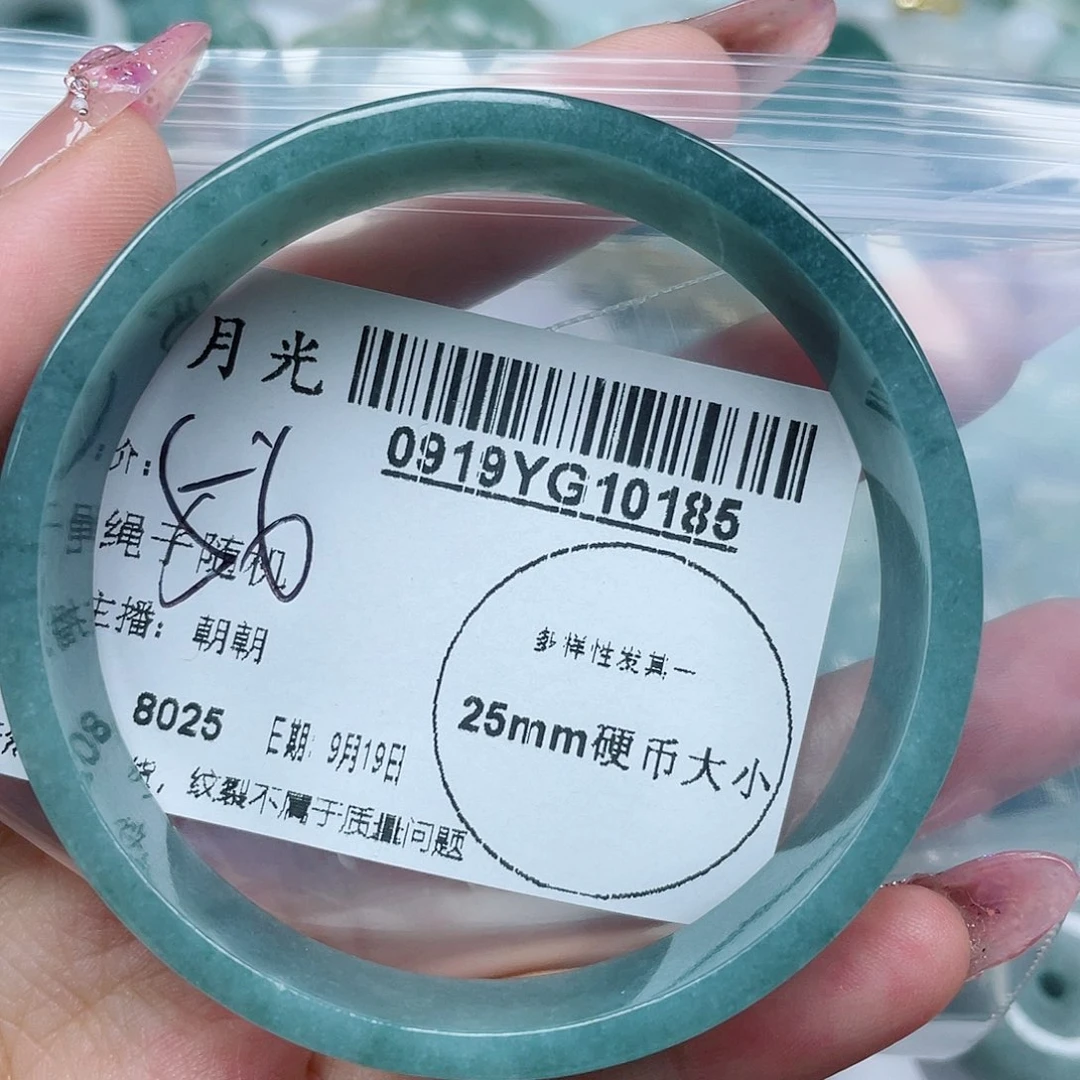 月光
0919YG10185
介:
绳子随机
主播: 朝朝
多样性发其一
25mm硬币大小
8025 日期: 9月19日
货, 纹裂不属于质量问题